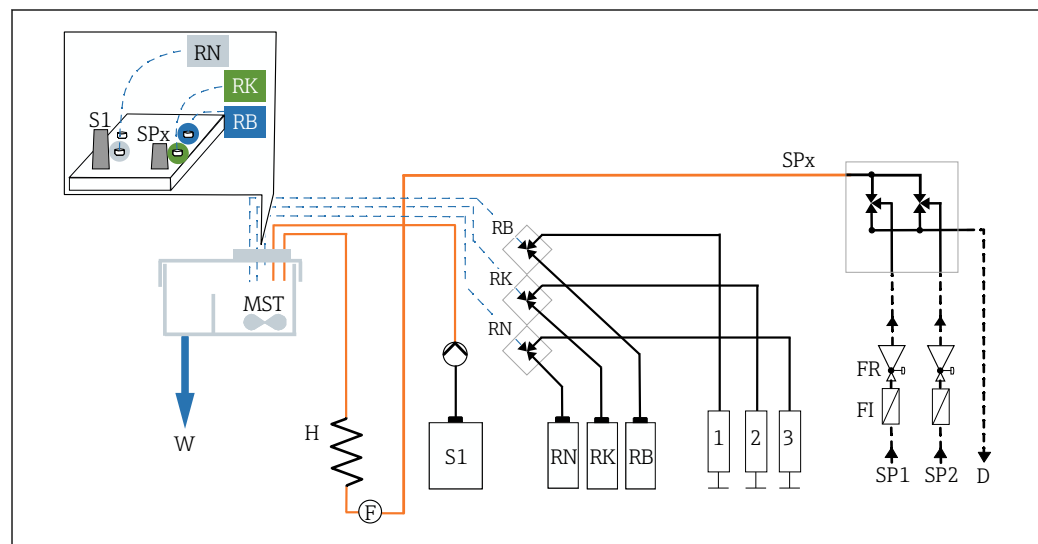 RN
RK
S1
RB
SPx
SPx
RB
RK
MST
RN
FR
1
2
3
FI
W
H
S1
RN
RK
RB
SP1
SP2
D
F